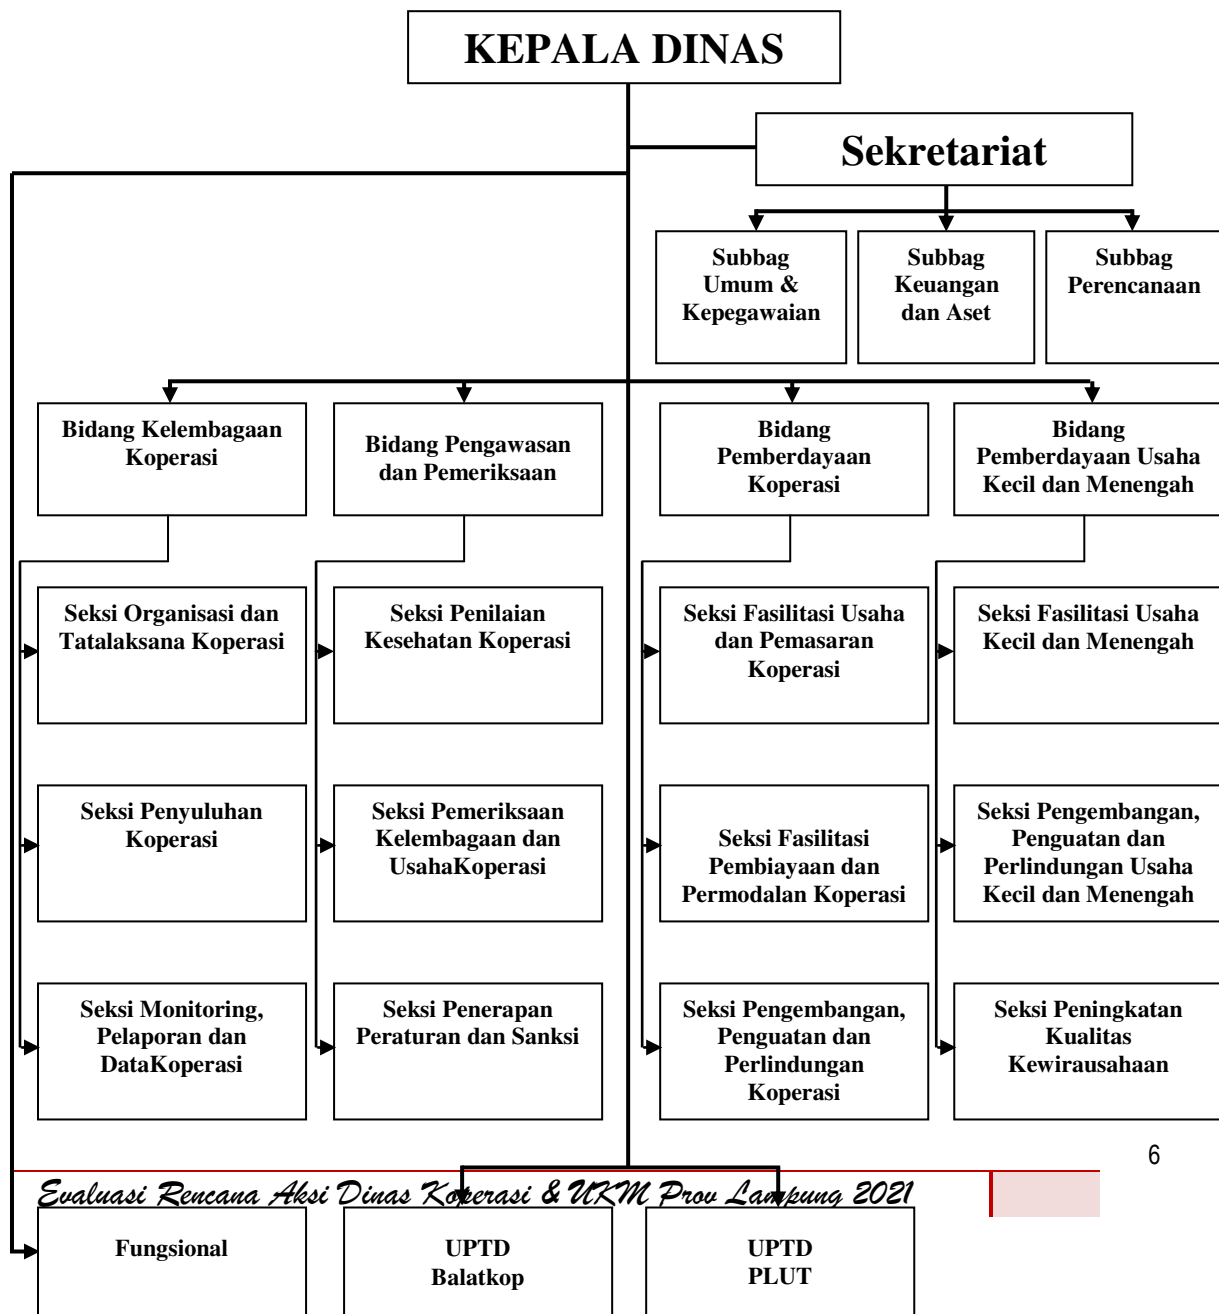 KEPALA DINAS
Sekretariat
Subbag
Umum &
Kepegawaian
Subbag
Keuangan
dan Aset
Subbag
Perencanaan
Bidang Kelembagaan
Koperasi
Bidang Pengawasan
dan Pemeriksaan
Bidang
Pemberdayaan
Koperasi
Bidang
Pemberdayaan Usaha
Kecil dan Menengah
Seksi Organisasi dan
Tatalaksana Koperasi
Seksi Penilaian
Kesehatan Koperasi
Seksi Fasilitasi Usaha
dan Pemasaran
Koperasi
Seksi Fasilitasi Usaha
Kecil dan Menengah
Seksi Penyuluhan
Koperasi
Seksi Pemeriksaan
Kelembagaan dan
UsahaKoperasi
Seksi Fasilitasi
Pembiayaan dan
Permodalan Koperasi
Seksi Pengembangan,
Penguatan dan
Perlindungan Usaha
Kecil dan Menengah
Seksi Monitoring,
Pelaporan dan
DataKoperasi
Seksi Penerapan
Peraturan dan Sanksi
Seksi Pengembangan,
Penguatan dan
Perlindungan
Koperasi
Seksi Peningkatan
Kualitas
Kewirausahaan
6
Evaluasi Rencana Aksi Dinas Koperasi & UKM Prov Lampung 2021
Fungsional
UPTD
Balatkop
UPTD
PLUT